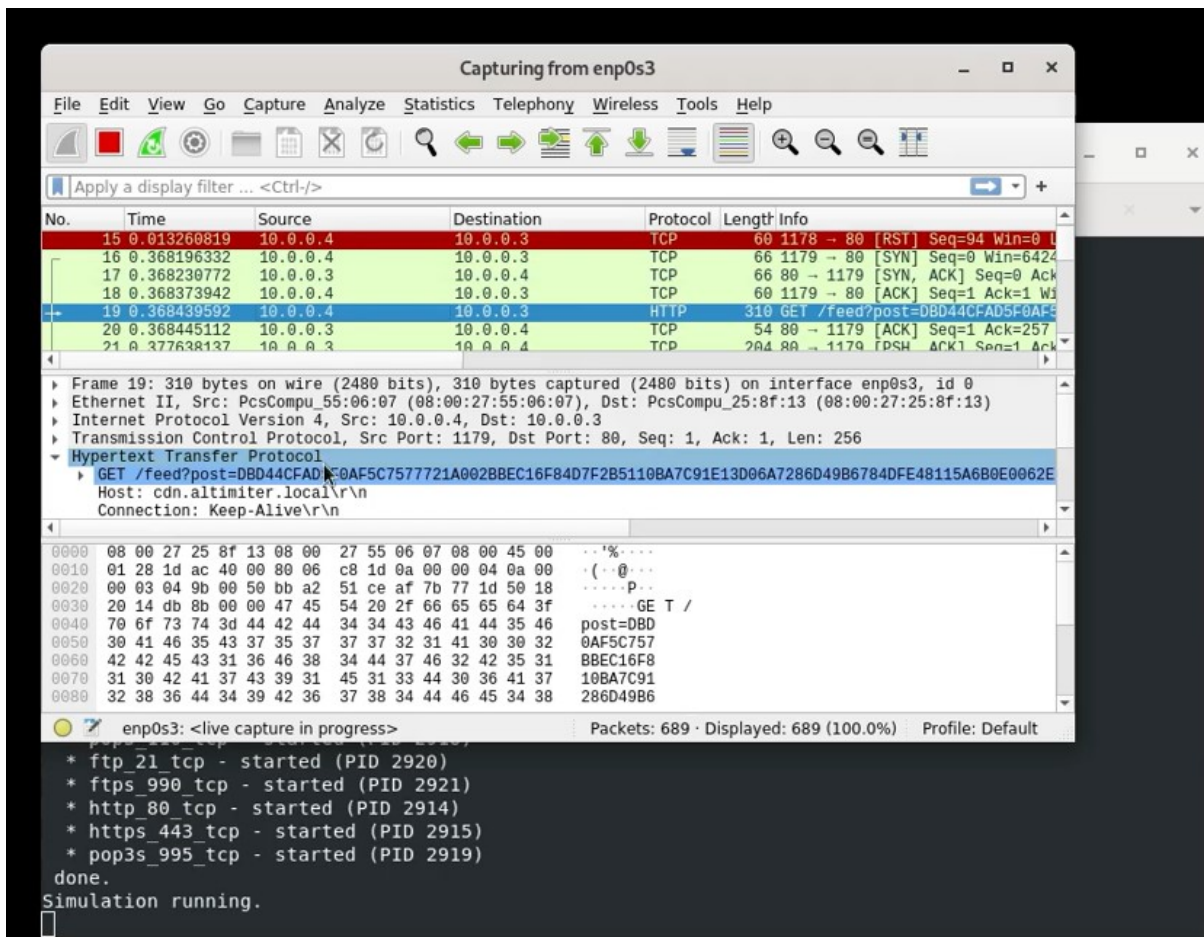 Capturing from enp0s3
File Edit View Go Capture Analyze Statistics Telephony Wireless Tools Help
Apply a display filter ... <Ctrl-/>
No. Time Source Destination Protocol Length Info
15 0.013260819 10.0.0.4 10.0.0.3 TCP 60 1178 → 80 [RST] Seq=94 Win=0 L
16 0.368196332 10.0.0.4 10.0.0.3 TCP 66 1179 → 80 [SYN] Seq=0 Win=6424
17 0.368230772 10.0.0.3 10.0.0.4 TCP 66 80 → 1179 [SYN, ACK] Seq=0 Ack
18 0.368373942 10.0.0.4 10.0.0.3 TCP 60 1179 → 80 [ACK] Seq=1 Ack=1 Wi
19 0.368439592 10.0.0.4 10.0.0.3 HTTP 310 GET /feed?post=DBD44CFAD5F0AF5
20 0.368445112 10.0.0.3 10.0.0.4 TCP 54 80 → 1179 [ACK] Seq=1 Ack=257
21 0.377638137 10.0.0.3 10.0.0.4 TCP 204 80 → 1179 [PSH, ACK] Seq=1 Ack
Frame 19: 310 bytes on wire (2480 bits), 310 bytes captured (2480 bits) on interface enp0s3, id 0
Ethernet II, Src: PcsCompu_55:06:07 (08:00:27:55:06:07), Dst: PcsCompu_25:8f:13 (08:00:27:25:8f:13)
Internet Protocol Version 4, Src: 10.0.0.4, Dst: 10.0.0.3
Transmission Control Protocol, Src Port: 1179, Dst Port: 80, Seq: 1, Ack: 1, Len: 256
Hypertext Transfer Protocol
GET /feed?post=DBD44CFAD5F0AF5C7577721A002BBEC16F84D7F2B5110BA7C91E13D06A7286D49B6784DFE48115A6B0E0062E
Host: cdn.altimiter.local\r\n
Connection: Keep-Alive\r\n
0000 08 00 27 25 8f 13 08 00 27 55 06 07 08 00 45 00 ··'%····
0010 01 28 1d ac 40 00 80 06 c8 1d 0a 00 00 04 0a 00 ·(··@···
0020 00 03 04 9b 00 50 bb a2 51 ce af 7b 77 1d 50 18 ·····P··
0030 20 14 db 8b 00 00 47 45 54 20 2f 66 65 65 64 3f ·····GE T /
0040 70 6f 73 74 3d 44 42 44 34 34 43 46 41 44 35 46 post=DBD
0050 30 41 46 35 43 37 35 37 37 37 32 31 41 30 30 32 0AF5C757
0060 42 42 45 43 31 36 46 38 34 44 37 46 32 42 35 31 BBEC16F8
0070 31 30 42 41 37 43 39 31 45 31 33 44 30 36 41 37 10BA7C91
0080 32 38 36 44 34 39 42 36 37 38 34 44 46 45 34 38 286D49B6
enp0s3: <live capture in progress> Packets: 689 · Displayed: 689 (100.0%) Profile: Default
* ftp_21_tcp - started (PID 2920)
* ftps_990_tcp - started (PID 2921)
* http_80_tcp - started (PID 2914)
* https_443_tcp - started (PID 2915)
* pop3s_995_tcp - started (PID 2919)
done.
Simulation running.